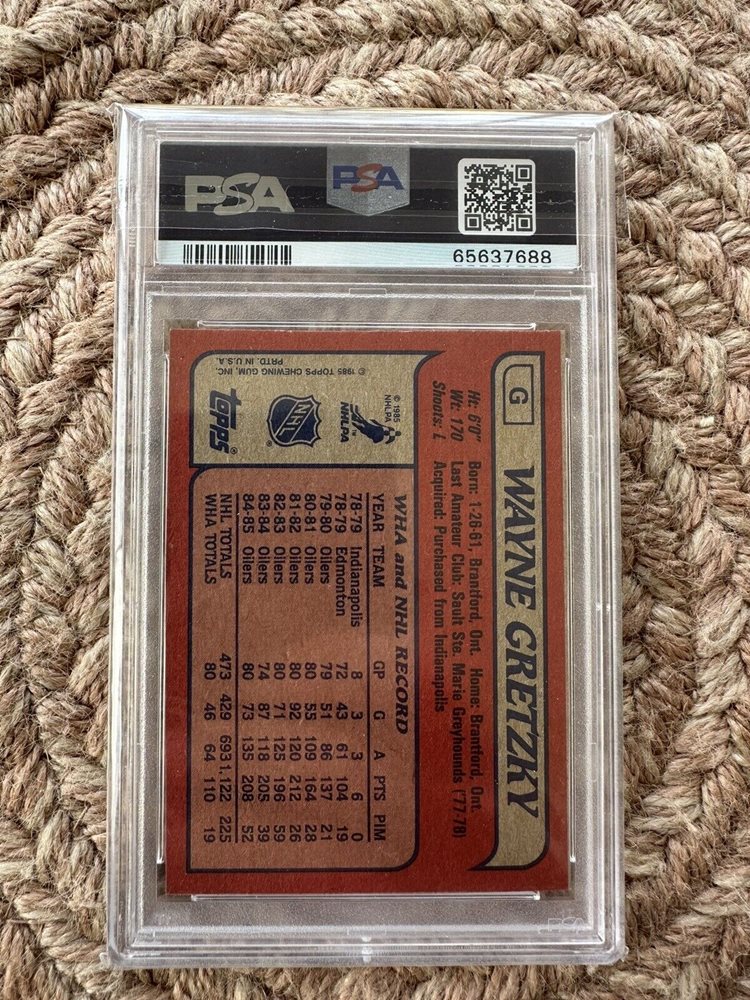 PSA
PSA
65637688
G
WAYNE GRETZKY
Ht: 6'0" Born: 1-26-61, Brantford, Ont. Home: Brantford, Ont.
Wt: 170 Last Amateur Club: Sault Ste. Marie Greyhounds ('77-78)
Shoots: L Acquired: Purchased from Indianapolis
© 1985
NHLPA
NHLPA™
NHL
topps®
© 1985 TOPPS CHEWING GUM, INC.
PRTD. IN U.S.A.
WHA and NHL RECORD
YEAR TEAM GP G A PTS PIM
78-79 Indianapolis 8 3 3 6 0
78-79 Edmonton 72 43 61 104 19
79-80 Oilers 79 51 86 137 21
80-81 Oilers 80 55 109 164 28
81-82 Oilers 80 92 120 212 26
82-83 Oilers 80 71 125 196 59
83-84 Oilers 74 87 118 205 39
84-85 Oilers 80 73 135 208 52
NHL TOTALS 473 429 693 1,122 225
WHA TOTALS 80 46 64 110 19
PSA